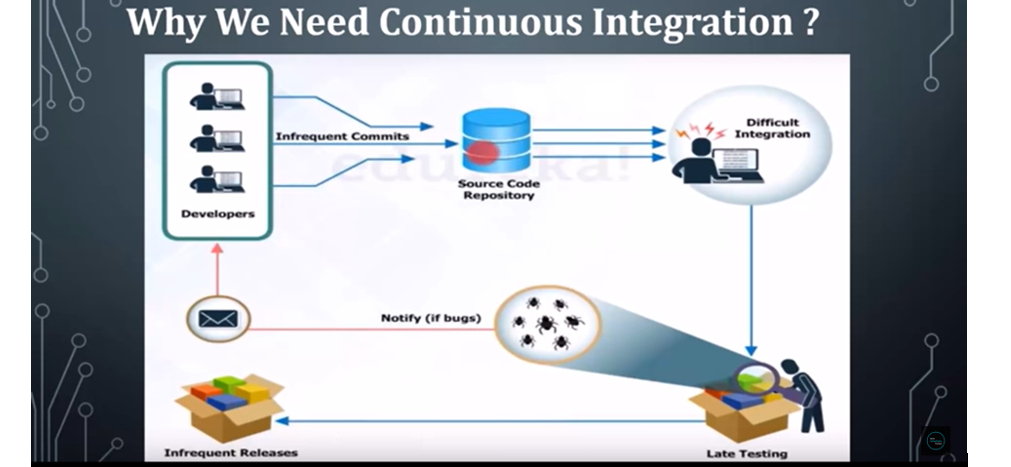 Why We Need Continuous Integration ?
Infrequent Commits
Developers
Source Code
Repository
Difficult
Integration
edureka!
Notify (if bugs)
Infrequent Releases
Late Testing